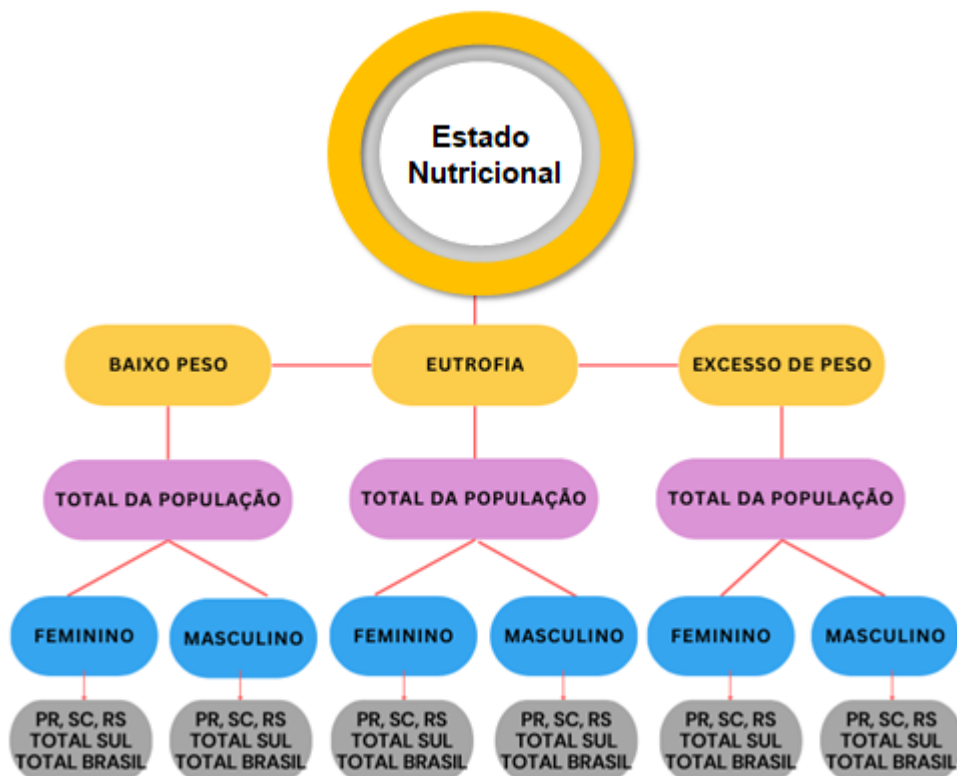 Estado
Nutricional
BAIXO PESO
EUTROFIA
EXCESSO DE PESO
TOTAL DA POPULAÇÃO
TOTAL DA POPULAÇÃO
TOTAL DA POPULAÇÃO
FEMININO
MASCULINO
FEMININO
MASCULINO
FEMININO
MASCULINO
PR, SC, RS
TOTAL SUL
TOTAL BRASIL
PR, SC, RS
TOTAL SUL
TOTAL BRASIL
PR, SC, RS
TOTAL SUL
TOTAL BRASIL
PR, SC, RS
TOTAL SUL
TOTAL BRASIL
PR, SC, RS
TOTAL SUL
TOTAL BRASIL
PR, SC, RS
TOTAL SUL
TOTAL BRASIL